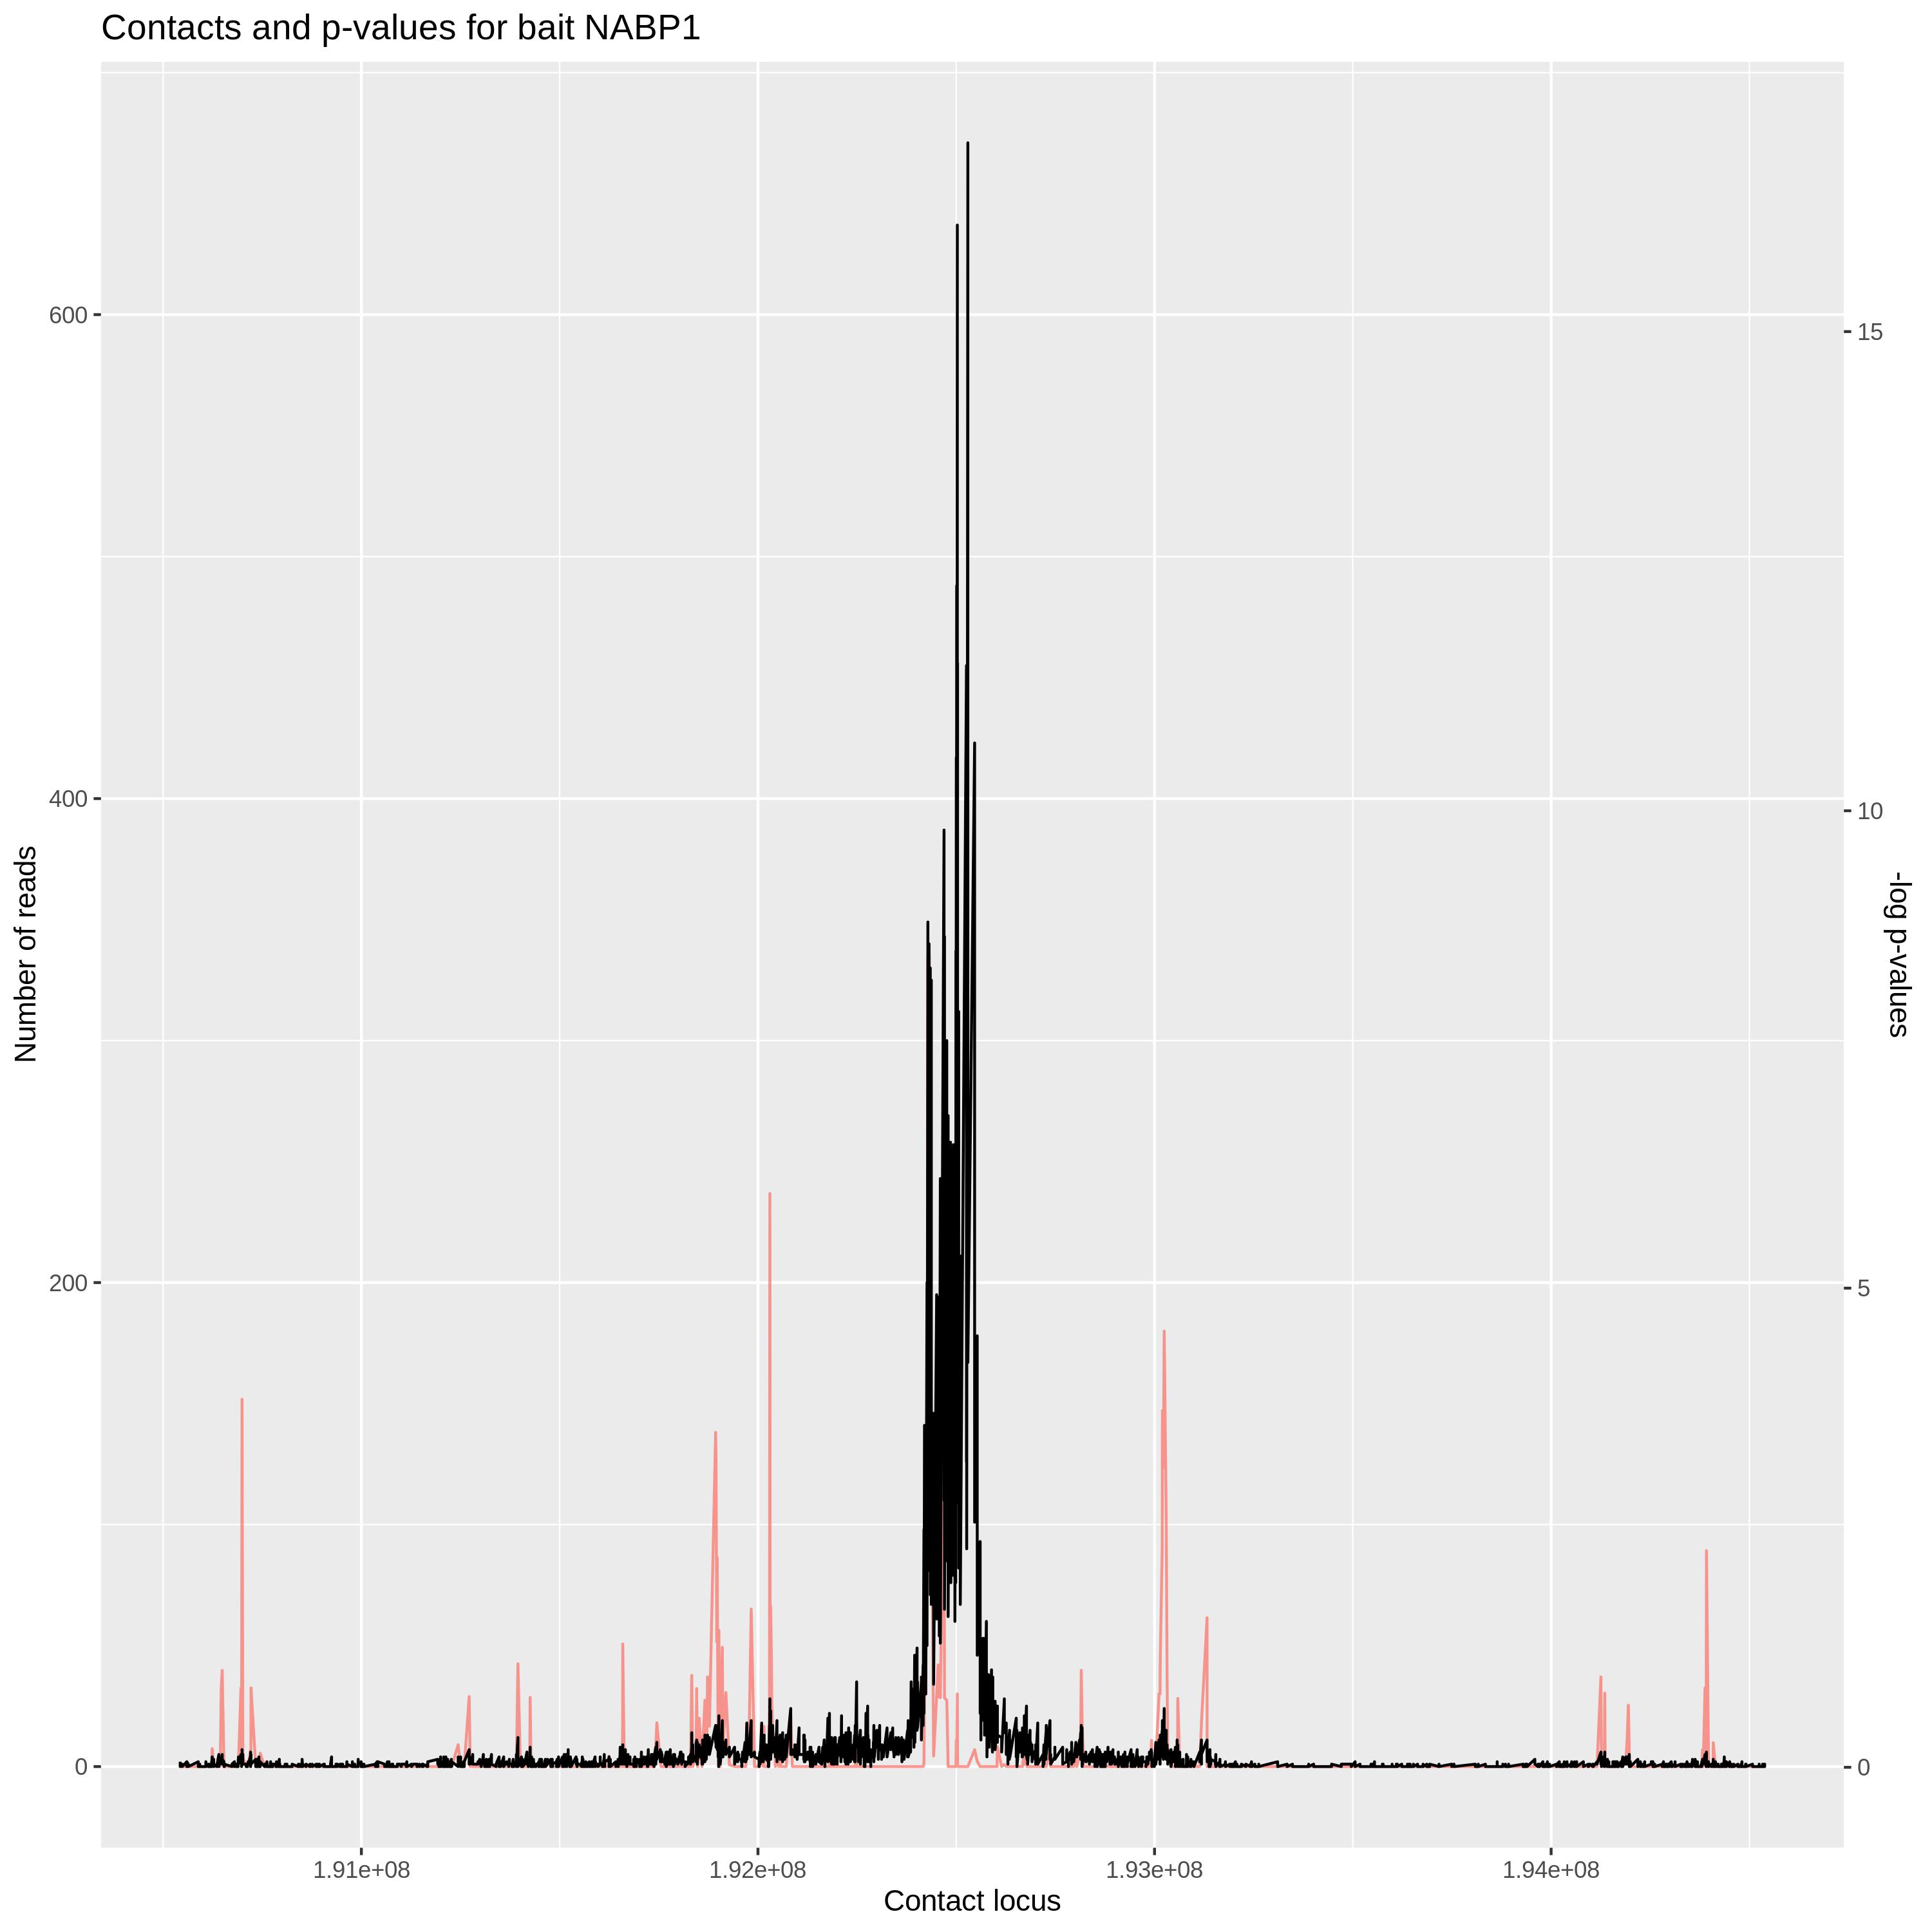 Contacts and p-values for bait NABP1
Number of reads
600
400
200
0
15
10
5
0
-log p-values
1.91e+08
1.92e+08
1.93e+08
1.94e+08
Contact locus